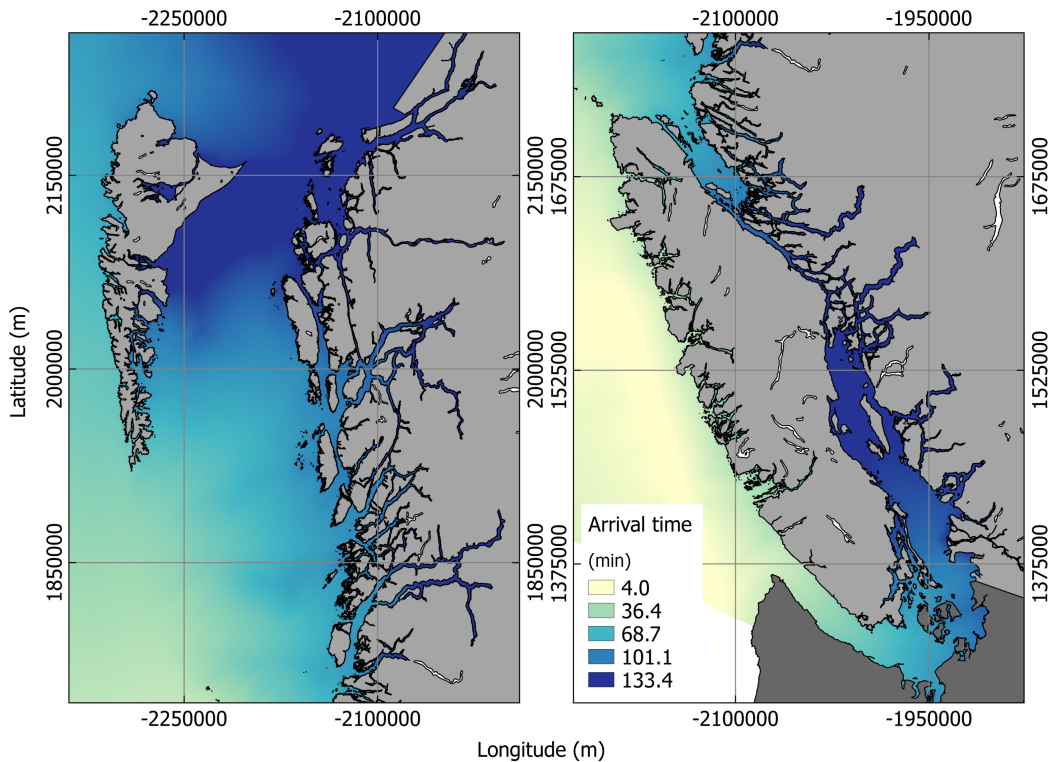 -2250000 -2100000 -2100000 -1950000
2150000 2150000 1675000 1675000
2000000 2000000 1525000 1525000
1850000 1850000 1375000 1375000
Latitude (m)
Arrival time
(min)
4.0
36.4
68.7
101.1
133.4
-2250000 -2100000 -2100000 -1950000
Longitude (m)